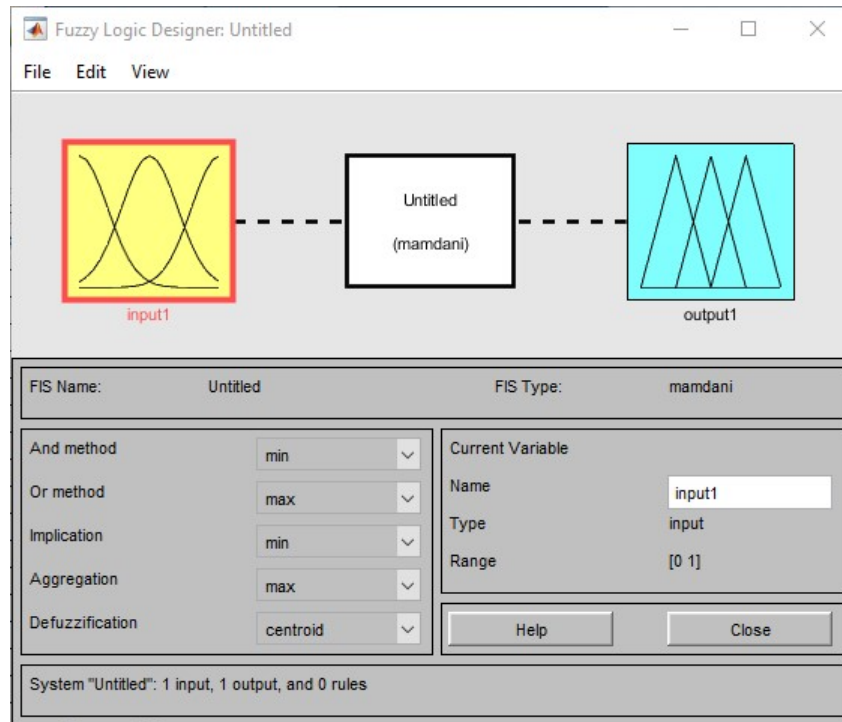 Fuzzy Logic Designer: Untitled
File Edit View
Untitled
(mamdani)
input1
output1
FIS Name: Untitled FIS Type: mamdani
And method min
Or method max
Implication min
Aggregation max
Defuzzification centroid
Current Variable
Name input1
Type input
Range [0 1]
Help Close
System "Untitled": 1 input, 1 output, and 0 rules